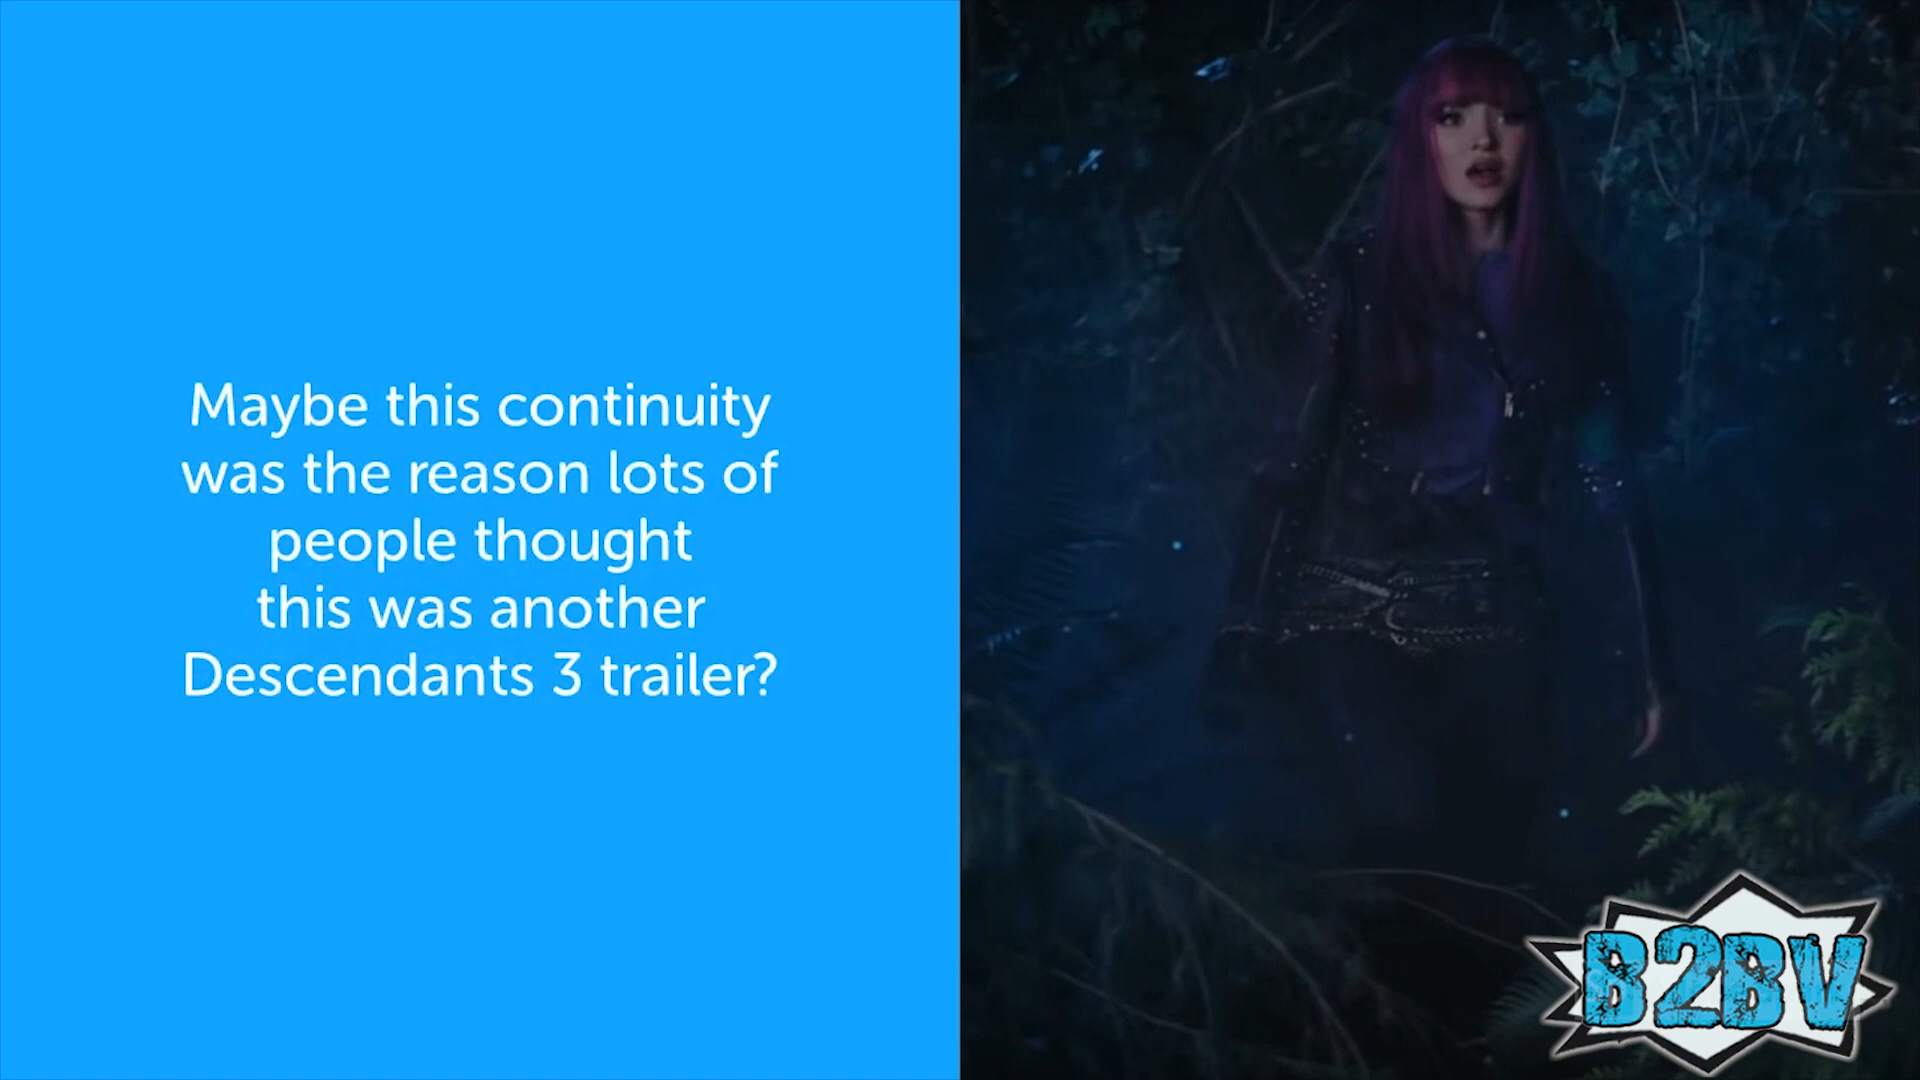 Maybe this continuity
was the reason lots of
people thought
this was another
Descendants 3 trailer?
B2BV